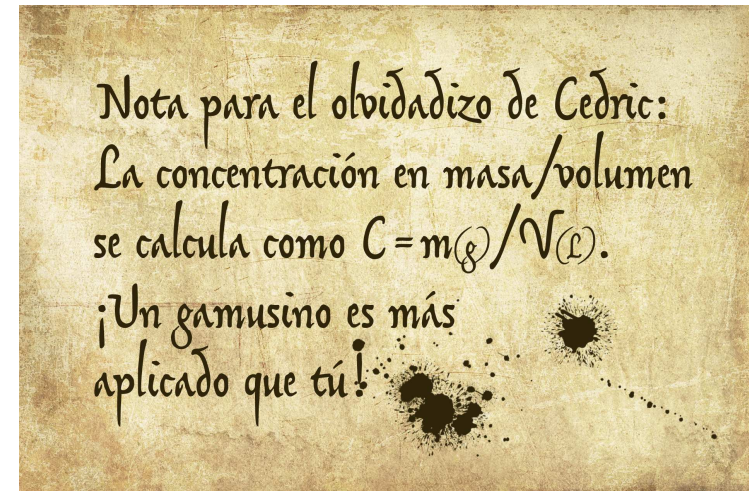 Nota para el olvidadizo de Cedric:
La concentración en masa/volumen
se calcula como C=m(g)/V(L).
¡Un gamusino es más
aplicado que tú!